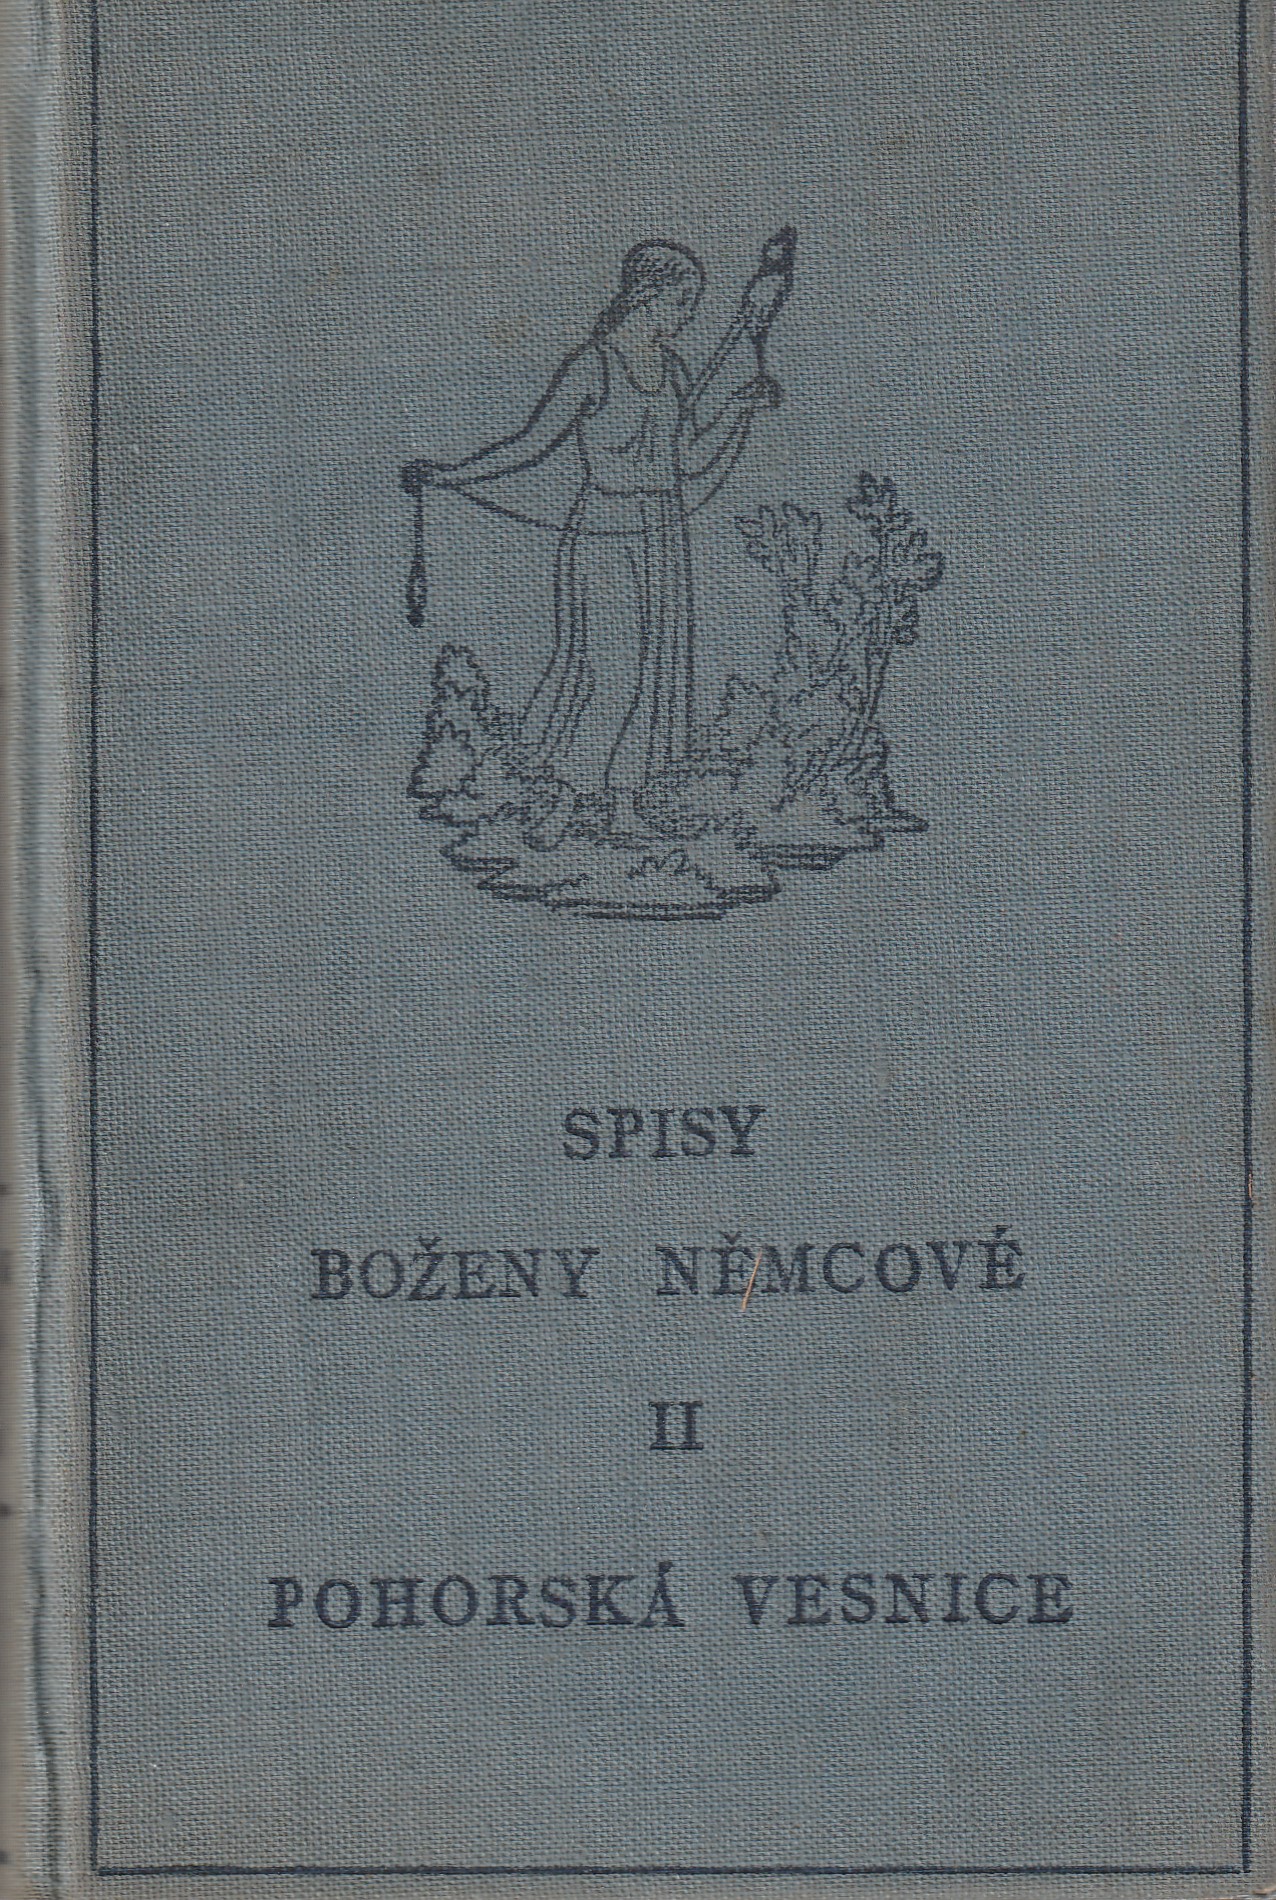 SPISY
BOŽENY NĚMCOVÉ
II
POHORSKÁ VESNICE